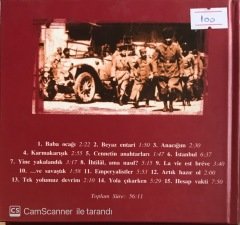 100
1. Baba ocağı 2:22 2. Beyaz entari 1:50 3. Anacığım 2:30
4. Karmakarışık 2:55 5. Cennetin anahtarları 1:47 6. İstanbul 6:37
7. Yine yakalandık 3:17 8. İhtilâl, ama nasıl? 5:15 9. La vie est brève 3:40
10. ...ve savaştık 1:38 11. Emperyalistler 5:53 12. Artık hazır ol 2:00
13. Tek yolumuz devrim 2:10 14. Yola çıkarken 5:29 15. Hesap vakti 7:50
Toplam Süre: 56:11
CS CamScanner ile tarandı